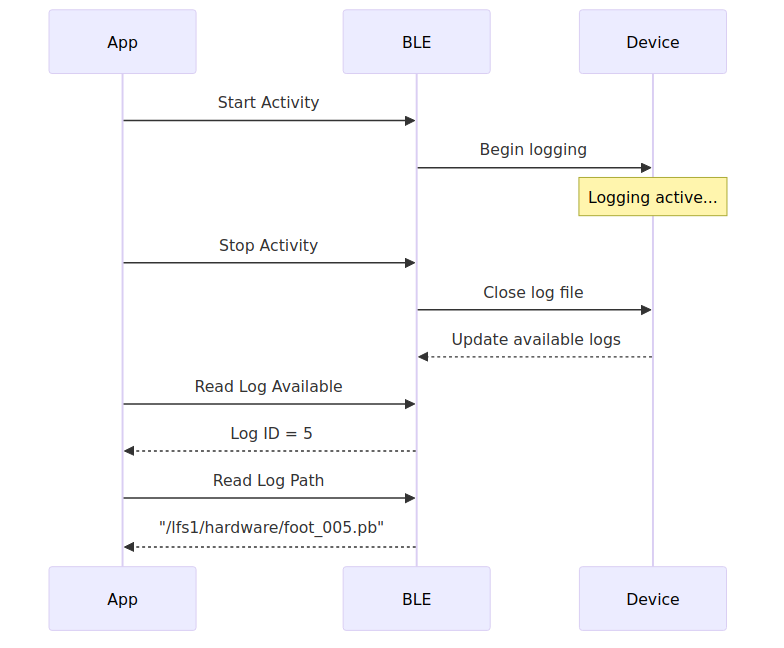 App
BLE
Device
Start Activity
Begin logging
Logging active...
Stop Activity
Close log file
Update available logs
Read Log Available
Log ID = 5
Read Log Path
"/lfs1/hardware/foot_005.pb"
App
BLE
Device